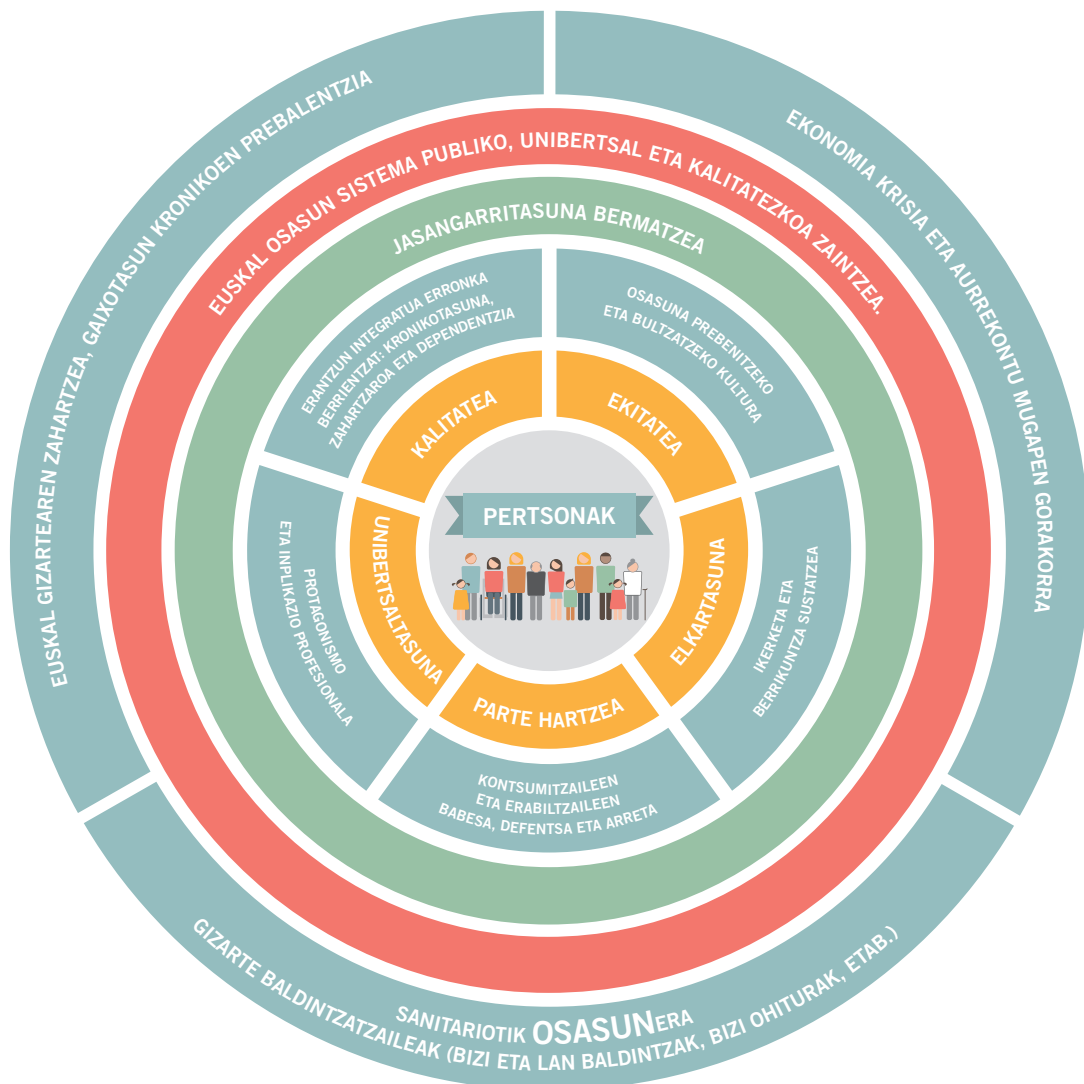 EUSKAL GIZARTEAREN ZAHARTZEA, GAIXOTASUN KRONIKOEN PREBALENTZIA
EKONOMIA KRISIA ETA AURREKONTU MUGAPEN GORAKORRA
EUSKAL OSASUN SISTEMA PUBLIKO, UNIBERTSAL ETA KALITATEZKOA ZAINTZEA.
JASANGARRITASUNA BERMATZEA
ERANTZUN INTEGRATUA ERRONKA
BERRIENTZAT: KRONIKOTASUNA,
ZAHARTZAROA ETA DEPENDENTZIA
OSASUNA PREBENITZEKO
ETA BULTZATZEKO KULTURA
KALITATEA
EKITATEA
PERTSONAK
UNIBERTSALTASUNA
ELKARTASUNA
PARTE HARTZEA
PROTAGONISMO
ETA INPLIKAZIO PROFESIONALA
IKERKETA ETA
BERRIKUNTZA SUSTATZEA
KONTSUMITZAILEEN
ETA ERABILTZAILEEN
BABESA, DEFENTSA ETA ARRETA
SANITARIOTIK OSASUNERA
GIZARTE BALDINTZATZAILEAK (BIZI ETA LAN BALDINTZAK, BIZI OHITURAK, ETAB.)